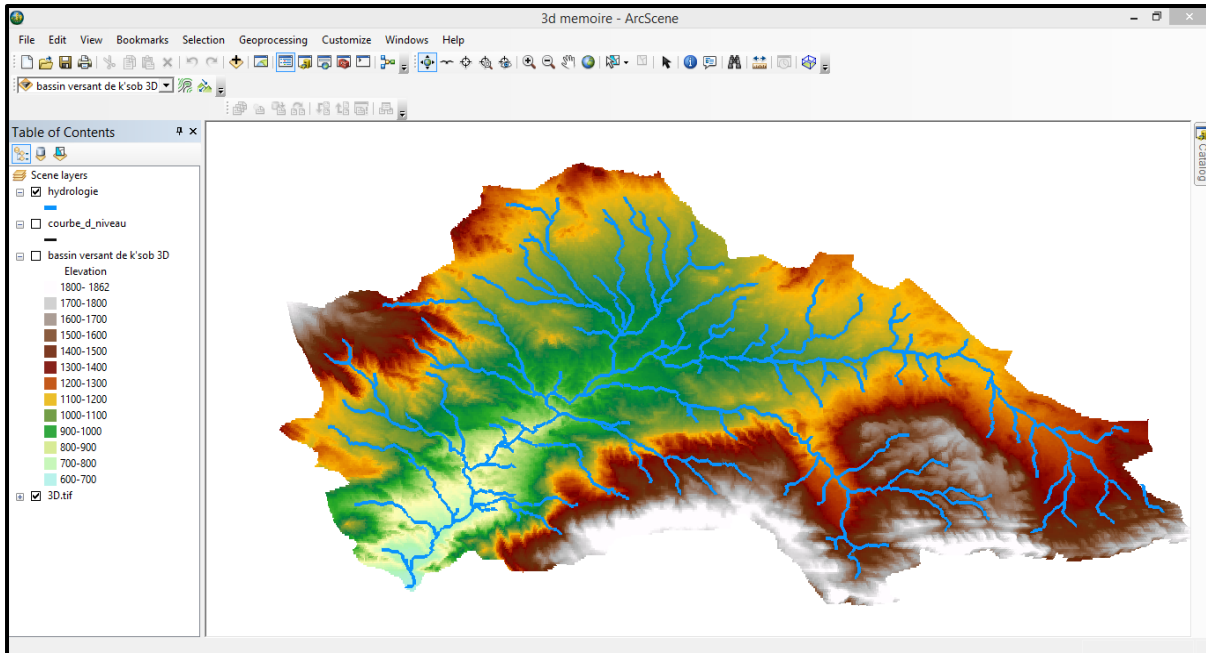 3d memoire - ArcScene
File Edit View Bookmarks Selection Geoprocessing Customize Windows Help
bassin versant de k'sob 3D
Table of Contents
Scene layers
hydrologie
courbe_d_niveau
bassin versant de k'sob 3D
Elevation
1800- 1862
1700-1800
1600-1700
1500-1600
1400-1500
1300-1400
1200-1300
1100-1200
1000-1100
900-1000
800-900
700-800
600-700
3D.tif
Catalog